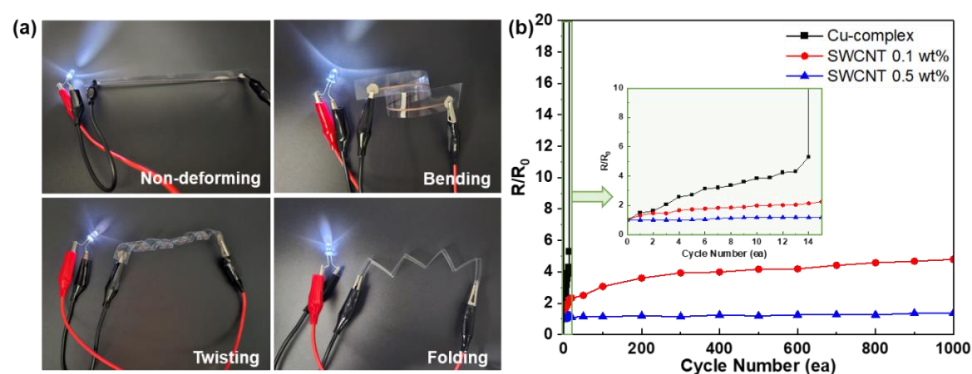 (a)
Non-deforming
Bending
Twisting
Folding
(b)
R/R0
20
18
16
14
12
10
8
6
4
2
0
Cu-complex
SWCNT 0.1 wt%
SWCNT 0.5 wt%
R/R0
10
8
6
4
2
0
0 2 4 6 8 10 12 14
Cycle Number (ea)
200 400 600 800 1000
Cycle Number (ea)